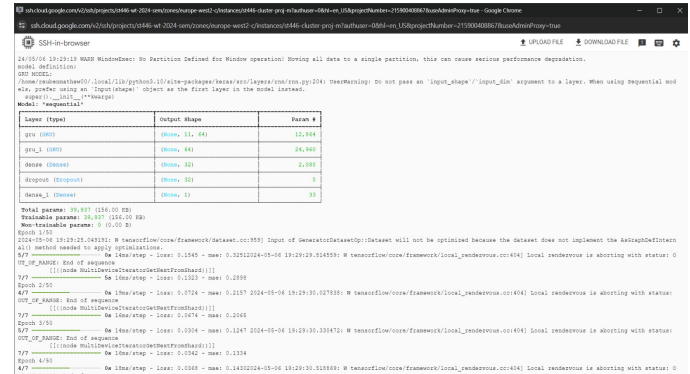 ssh.cloud.google.com/v2/ssh/projects/st446-wt-2024-sem/zones/europe-west2-c/instances/st446-cluster-proj-m?authuser=0&hl=en_US&projectNumber=215900408867&useAdminProxy=true - Google Chrome
ssh.cloud.google.com/v2/ssh/projects/st446-wt-2024-sem/zones/europe-west2-c/instances/st446-cluster-proj-m?authuser=0&hl=en_US&projectNumber=215900408867&useAdminProxy=true
SSH-in-browser
UPLOAD FILE
DOWNLOAD FILE
24/05/06 19:29:19 WARN WindowExec: No Partition Defined for Window operation! Moving all data to a single partition, this can cause serious performance degradation.
model definition:
GRU MODEL:
/home/reubenmathew00/.local/lib/python3.10/site-packages/keras/src/layers/rnn/rnn.py:204: UserWarning: Do not pass an `input_shape`/`input_dim` argument to a layer. When using Sequential mod
els, prefer using an `Input(shape)` object as the first layer in the model instead.
super().__init__(**kwargs)
Model: "sequential"
Layer (type) Output Shape Param #
gru (GRU) (None, 11, 64) 12,864
gru_1 (GRU) (None, 64) 24,960
dense (Dense) (None, 32) 2,080
dropout (Dropout) (None, 32) 0
dense_1 (Dense) (None, 1) 33
Total params: 39,937 (156.00 KB)
Trainable params: 39,937 (156.00 KB)
Non-trainable params: 0 (0.00 B)
Epoch 1/50
2024-05-06 19:29:25.049191: W tensorflow/core/framework/dataset.cc:959] Input of GeneratorDatasetOp::Dataset will not be optimized because the dataset does not implement the AsGraphDefIntern
al() method needed to apply optimizations.
5/7 0s 14ms/step - loss: 0.1545 - mae: 0.32512024-05-06 19:29:29.814559: W tensorflow/core/framework/local_rendezvous.cc:404] Local rendezvous is aborting with status: O
UT_OF_RANGE: End of sequence
[[{{node MultiDeviceIteratorGetNextFromShard}}]]
7/7 5s 16ms/step - loss: 0.1323 - mae: 0.2898
Epoch 2/50
4/7 0s 19ms/step - loss: 0.0724 - mae: 0.2157 2024-05-06 19:29:30.027838: W tensorflow/core/framework/local_rendezvous.cc:404] Local rendezvous is aborting with status:
OUT_OF_RANGE: End of sequence
[[{{node MultiDeviceIteratorGetNextFromShard}}]]
7/7 0s 16ms/step - loss: 0.0674 - mae: 0.2065
Epoch 3/50
5/7 0s 14ms/step - loss: 0.0304 - mae: 0.1247 2024-05-06 19:29:30.330472: W tensorflow/core/framework/local_rendezvous.cc:404] Local rendezvous is aborting with status:
OUT_OF_RANGE: End of sequence
[[{{node MultiDeviceIteratorGetNextFromShard}}]]
7/7 0s 16ms/step - loss: 0.0342 - mae: 0.1334
Epoch 4/50
4/7 0s 18ms/step - loss: 0.0368 - mae: 0.14302024-05-06 19:29:30.518869: W tensorflow/core/framework/local_rendezvous.cc:404] Local rendezvous is aborting with status: O